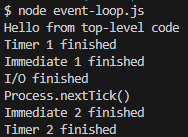 $ node event-loop.js
Hello from top-level code
Timer 1 finished
Immediate 1 finished
I/O finished
Process.nextTick()
Immediate 2 finished
Timer 2 finished